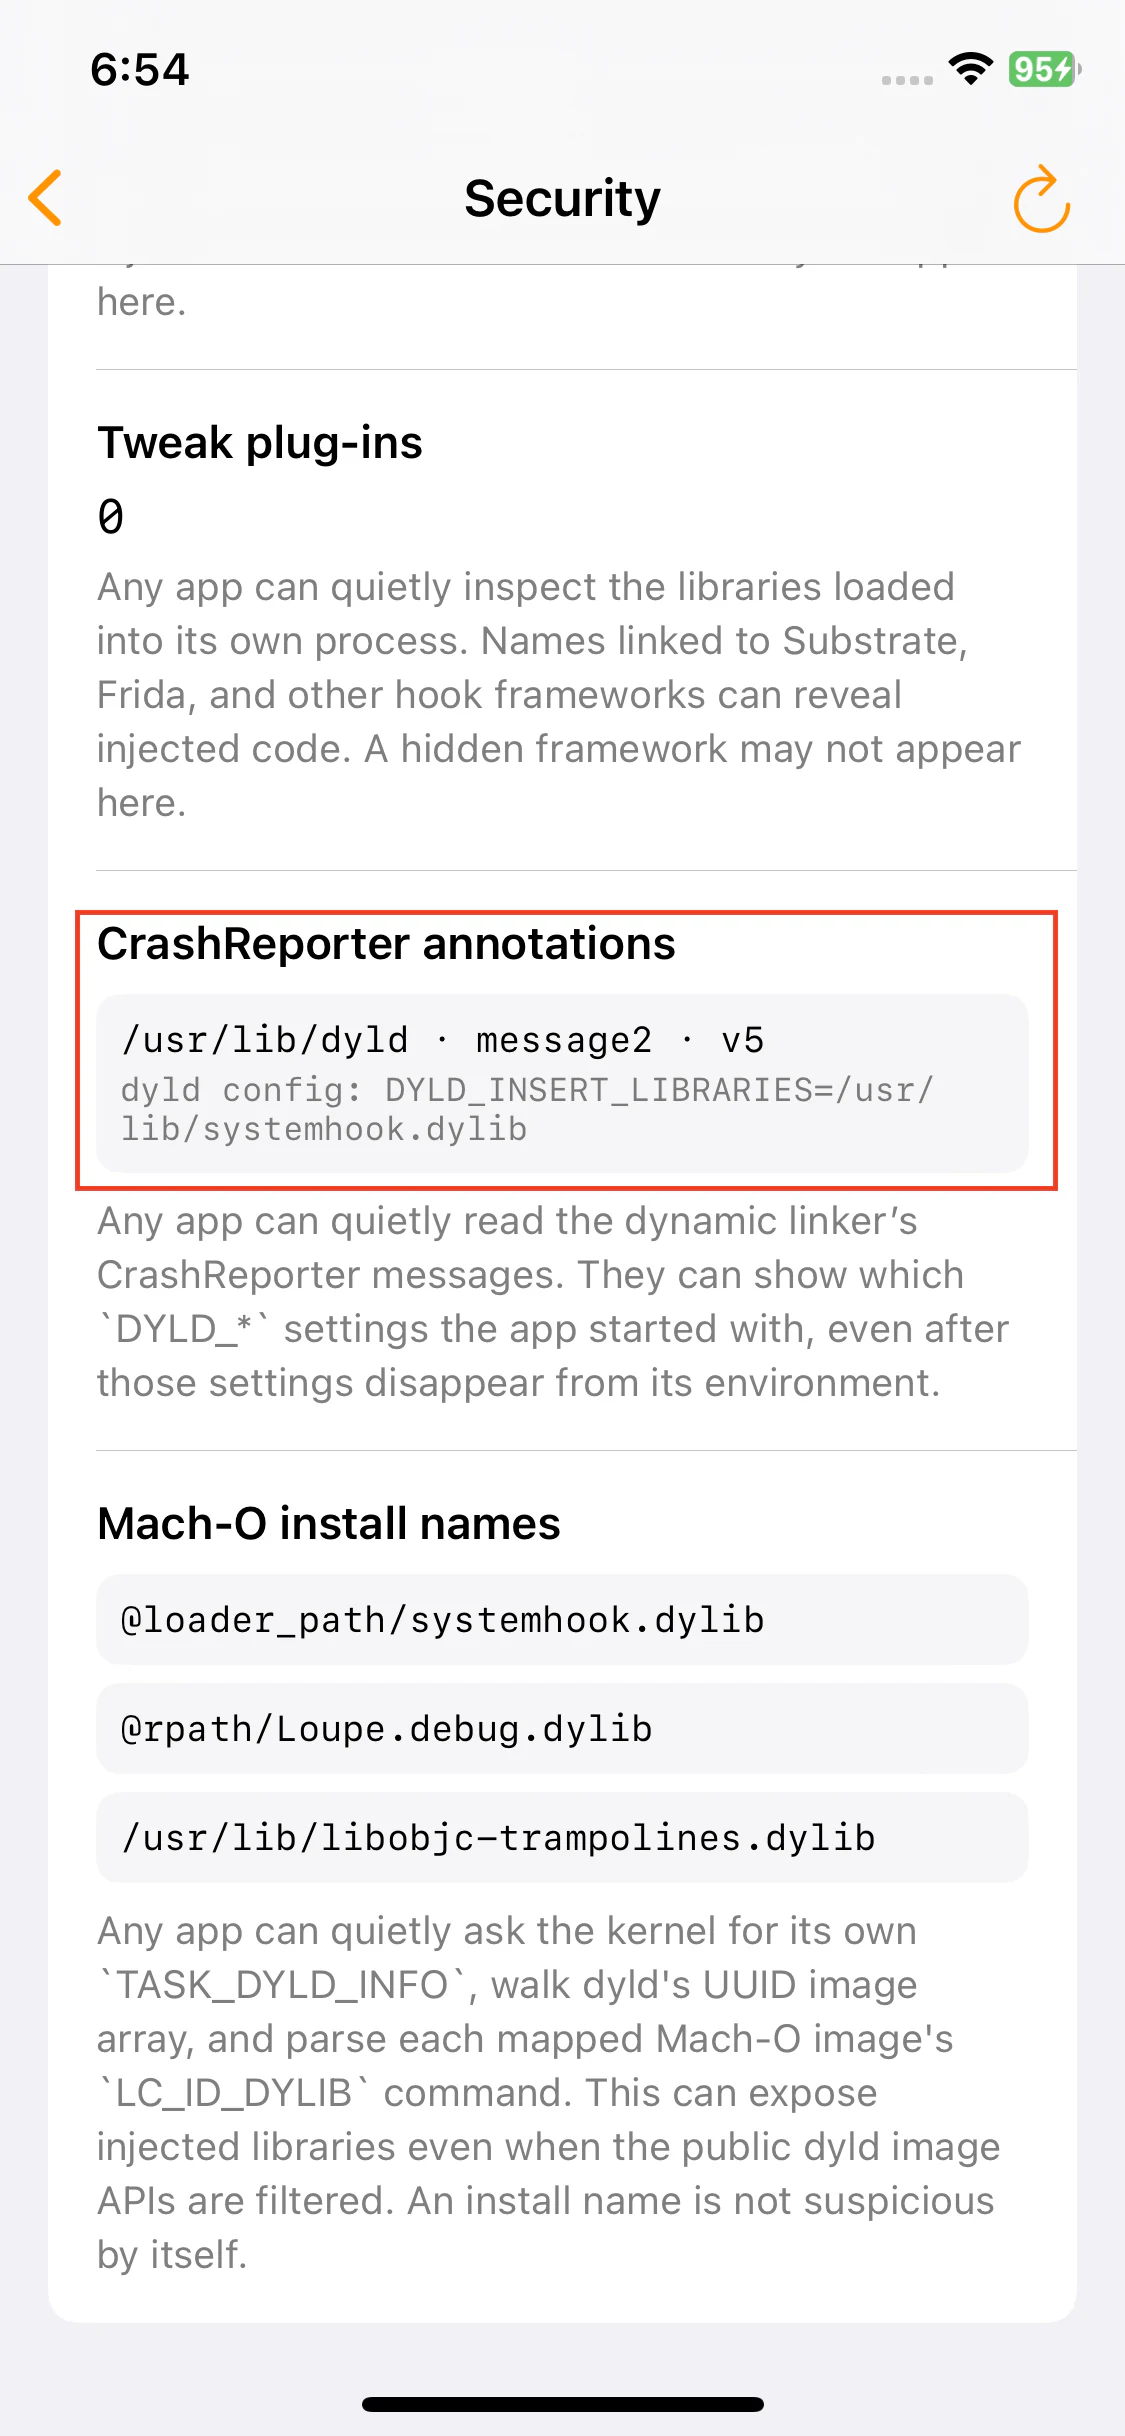 6:54
95
Security
here.
Tweak plug-ins
0
Any app can quietly inspect the libraries loaded
into its own process. Names linked to Substrate,
Frida, and other hook frameworks can reveal
injected code. A hidden framework may not appear
here.
CrashReporter annotations
/usr/lib/dyld · message2 · v5
dyld config: DYLD_INSERT_LIBRARIES=/usr/
lib/systemhook.dylib
Any app can quietly read the dynamic linker’s
CrashReporter messages. They can show which
`DYLD_*` settings the app started with, even after
those settings disappear from its environment.
Mach-O install names
@loader_path/systemhook.dylib
@rpath/Loupe.debug.dylib
/usr/lib/libobjc-trampolines.dylib
Any app can quietly ask the kernel for its own
`TASK_DYLD_INFO`, walk dyld's UUID image
array, and parse each mapped Mach-O image's
`LC_ID_DYLIB` command. This can expose
injected libraries even when the public dyld image
APIs are filtered. An install name is not suspicious
by itself.